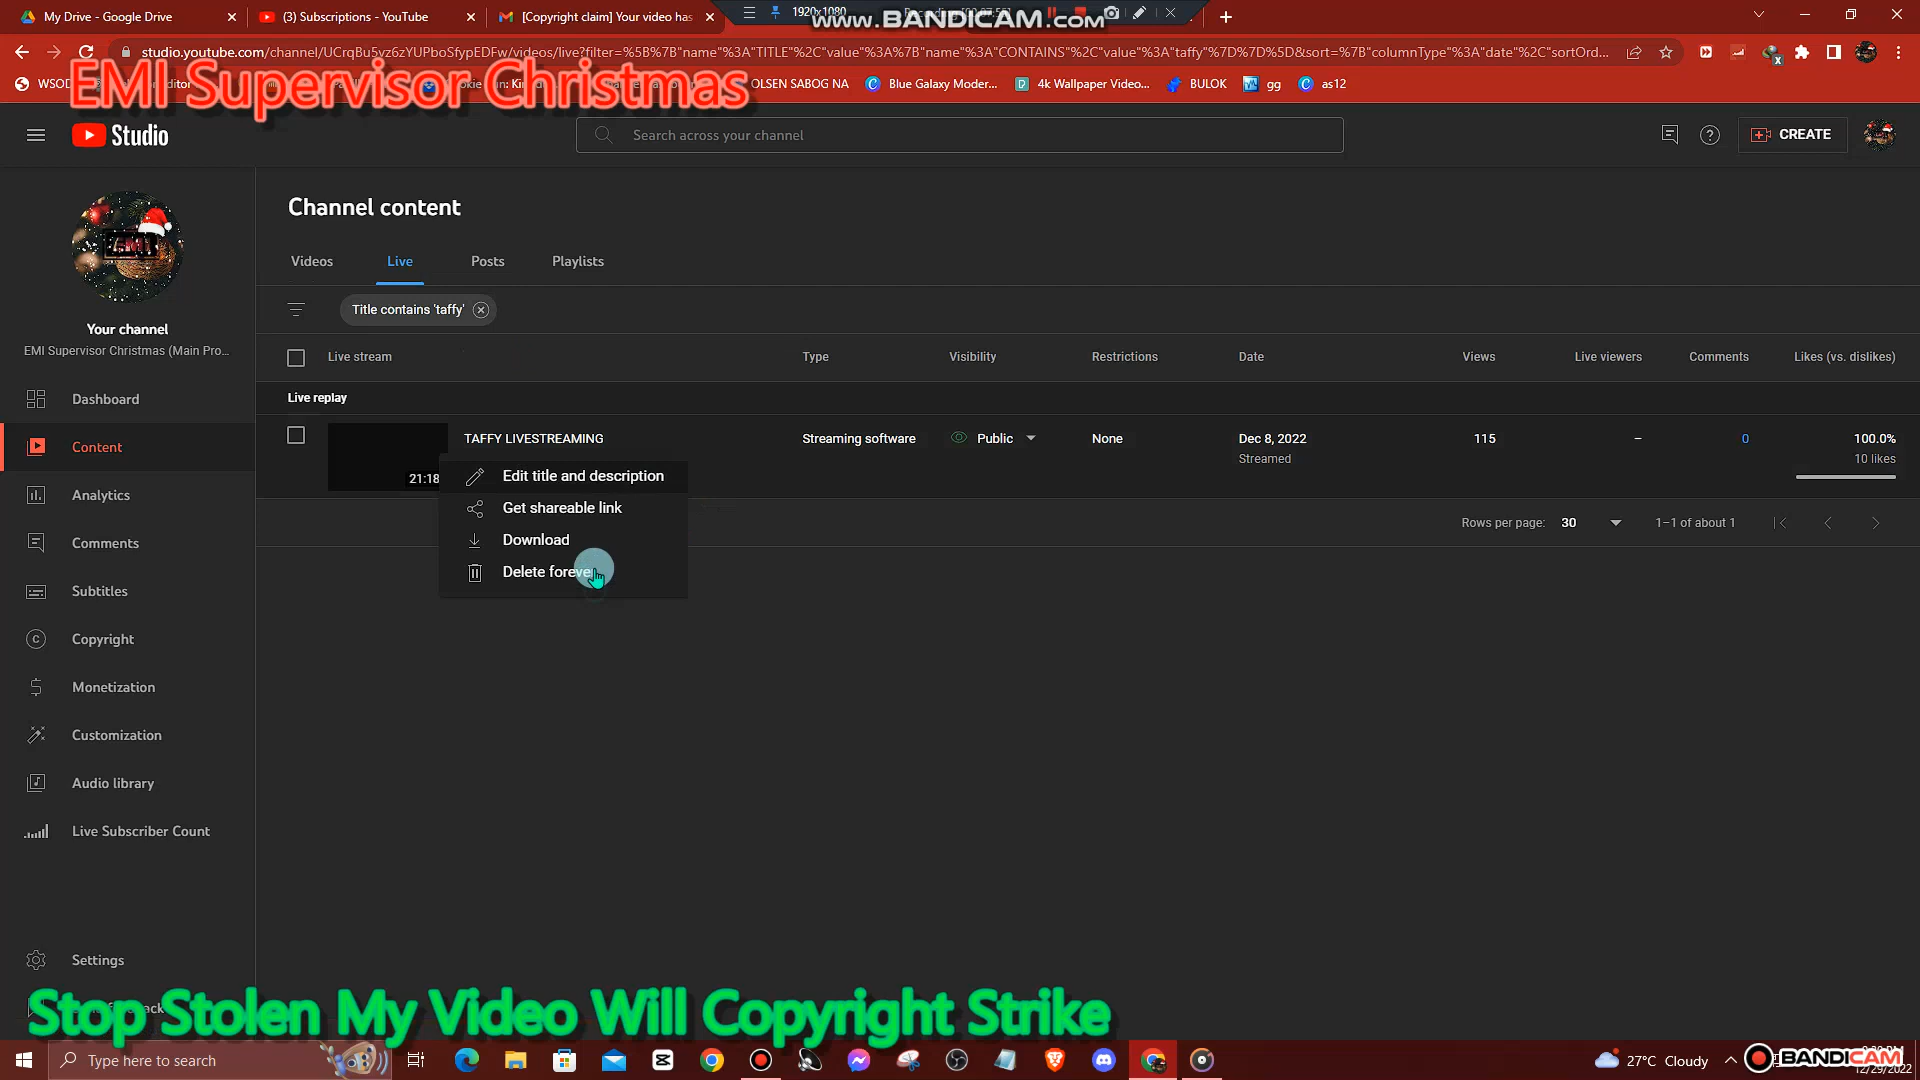 My Drive - Google Drive
(3) Subscriptions - YouTube
[Copyright claim] Your video has
1920x1080
www.BANDICAM.com
studio.youtube.com/channel/UCrqBu5vz6zYUPboSfypEDFw/videos/live?filter=%5B%7B"name"%3A"TITLE"%2C"value"%3A%7B"name"%3A"CONTAINS"%2C"value"%3A"taffy"%7D%7D%5D&sort=%7B"columnType"%3A"date"%2C"sortOrd...
EMI Supervisor Christmas
OLSEN SABOG NA
Blue Galaxy Moder...
4k Wallpaper Video...
BULOK
gg
as12
Studio
Search across your channel
CREATE
Your channel
EMI Supervisor Christmas (Main Pro...
Dashboard
Content
Analytics
Comments
Subtitles
Copyright
Monetization
Customization
Audio library
Live Subscriber Count
Settings
Channel content
Videos
Live
Posts
Playlists
Title contains 'taffy'
Live stream
Type
Visibility
Restrictions
Date
Views
Live viewers
Comments
Likes (vs. dislikes)
Live replay
21:18
TAFFY LIVESTREAMING
Streaming software
Public
None
Dec 8, 2022
Streamed
115
–
0
100.0%
10 likes
Edit title and description
Get shareable link
Download
Delete forever
Rows per page:
30
1–1 of about 1
Stop Stolen My Video Will Copyright Strike
Type here to search
27°C Cloudy
BANDICAM
12/29/2022